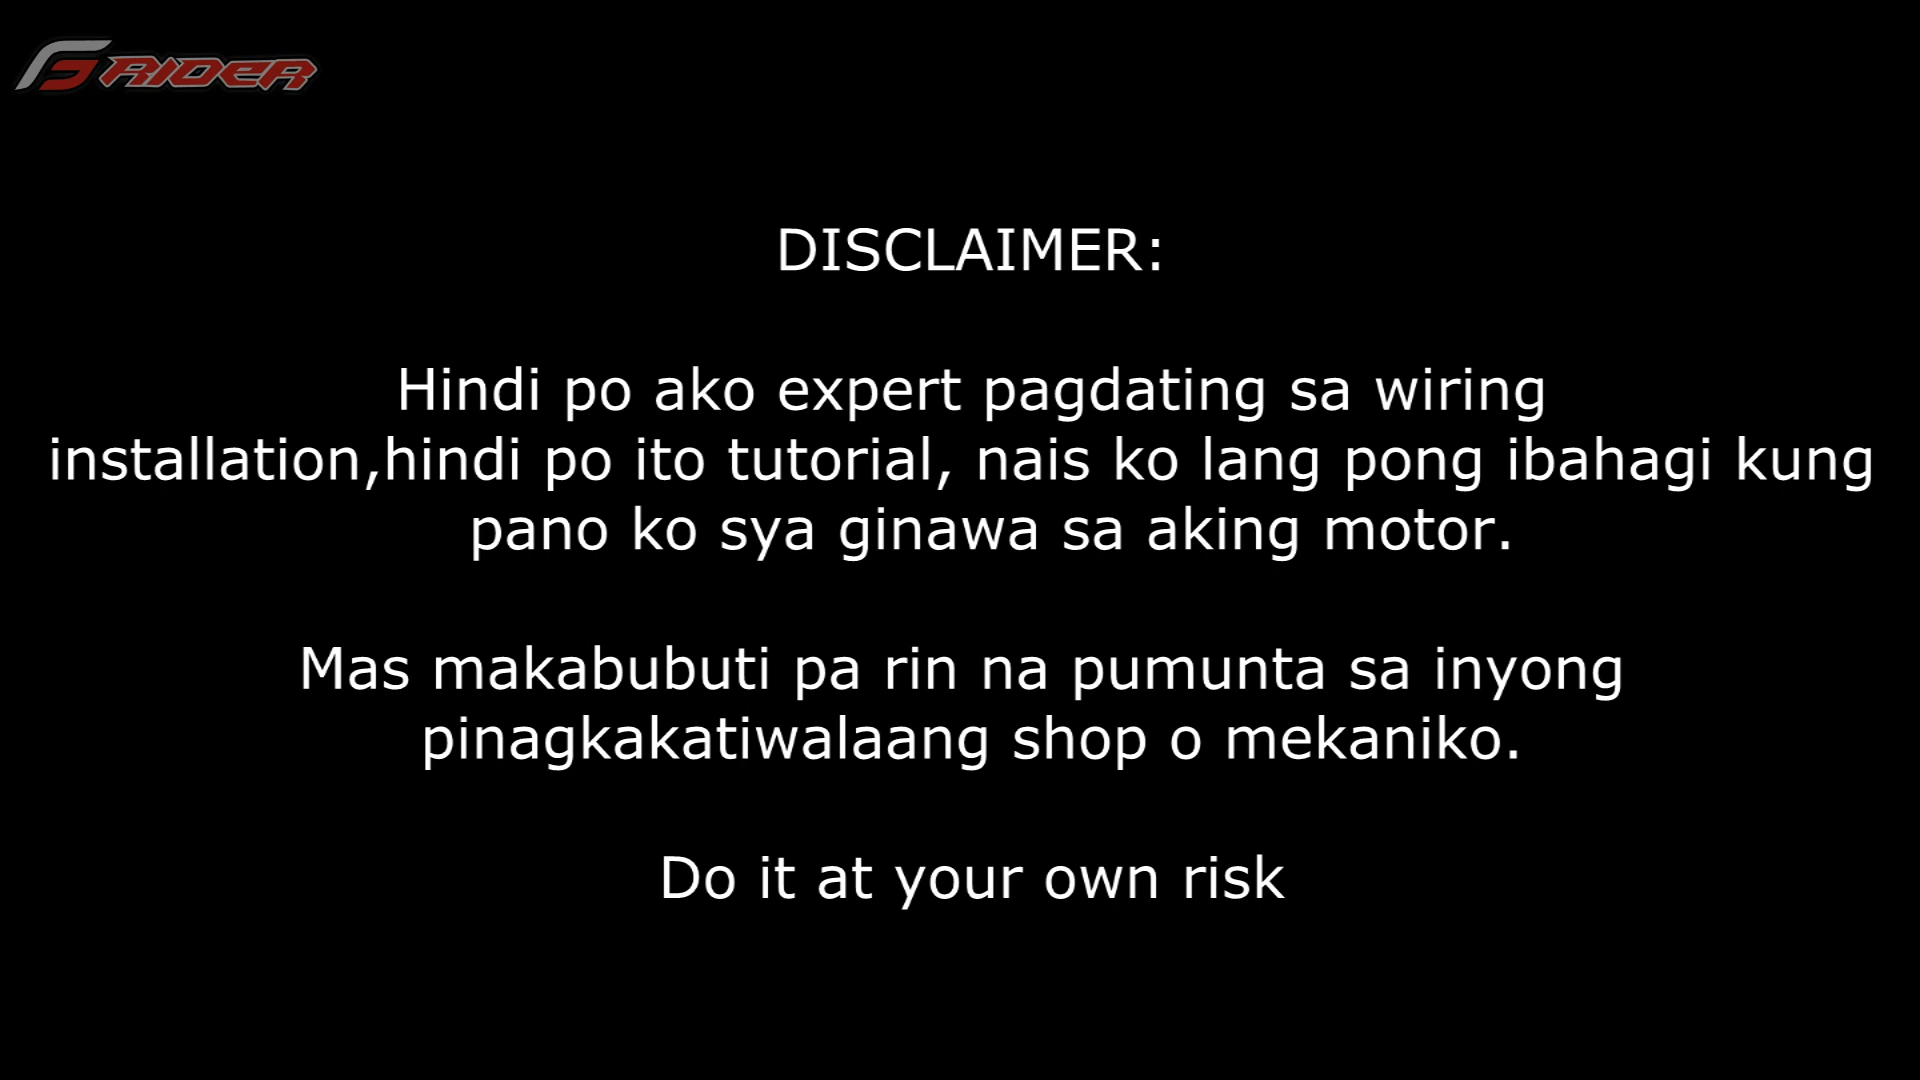 RIDER
DISCLAIMER:
Hindi po ako expert pagdating sa wiring
installation,hindi po ito tutorial, nais ko lang pong ibahagi kung
pano ko sya ginawa sa aking motor.
Mas makabubuti pa rin na pumunta sa inyong
pinagkakatiwalaang shop o mekaniko.
Do it at your own risk